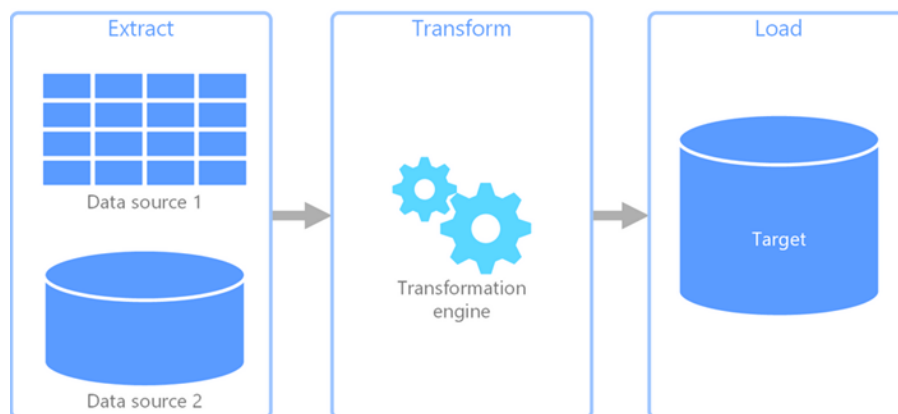 Extract
Transform
Load
Data source 1
Data source 2
Transformation
engine
Target